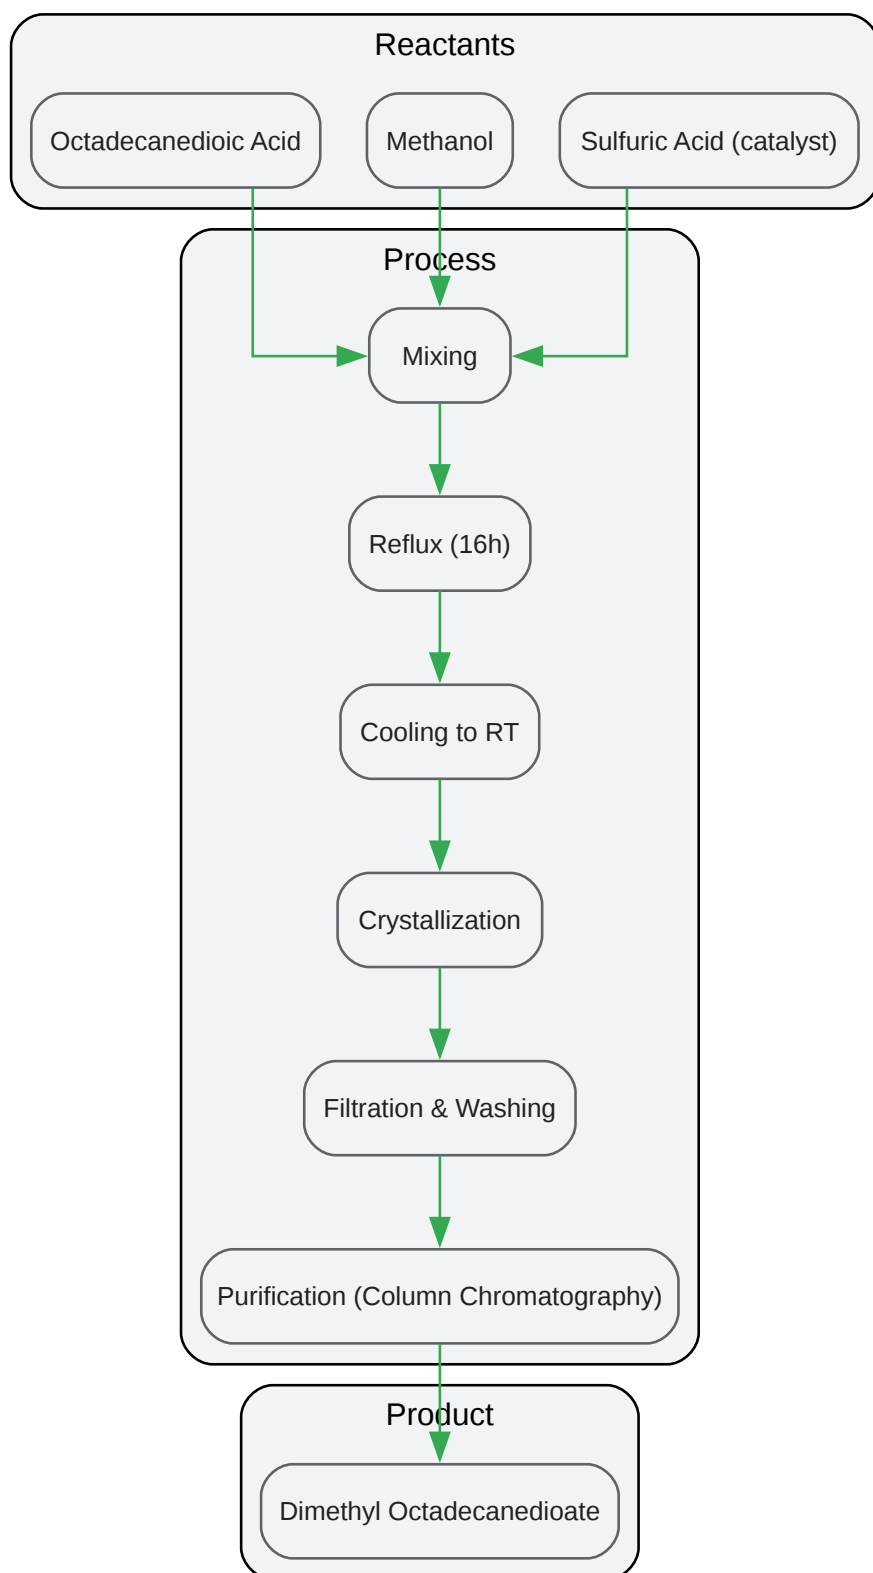 Reactants
Octadecanedioic Acid
Methanol
Sulfuric Acid (catalyst)
Process
Mixing
Reflux (16h)
Cooling to RT
Crystallization
Filtration & Washing
Purification (Column Chromatography)
Product
Dimethyl Octadecanedioate